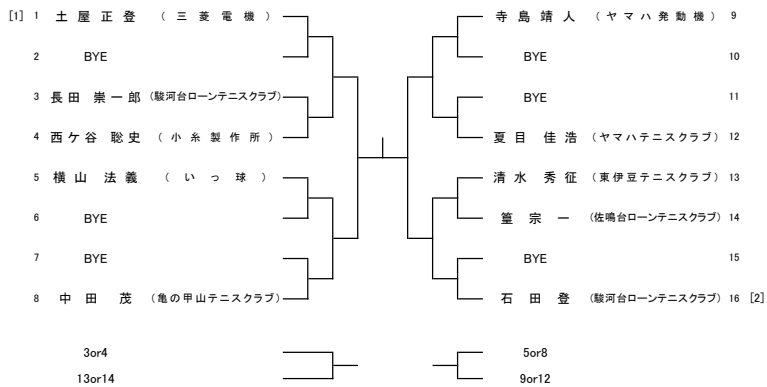 [1] 1 土屋正登 (三菱電機)
2 BYE
3 長田 崇一郎 (駿河台ローンテニスクラブ)
4 西ケ谷 聡史 (小糸製作所)
5 横山 法義 (いっ球)
6 BYE
7 BYE
8 中田 茂 (亀の甲山テニスクラブ)
寺島靖人 (ヤマハ発動機) 9
BYE 10
BYE 11
夏目 佳浩 (ヤマハテニスクラブ) 12
清水 秀征 (東伊豆テニスクラブ) 13
篁宗一 (佐鳴台ローンテニスクラブ) 14
BYE 15
石田登 (駿河台ローンテニスクラブ) 16 [2]
3or4
13or14
5or8
9or12